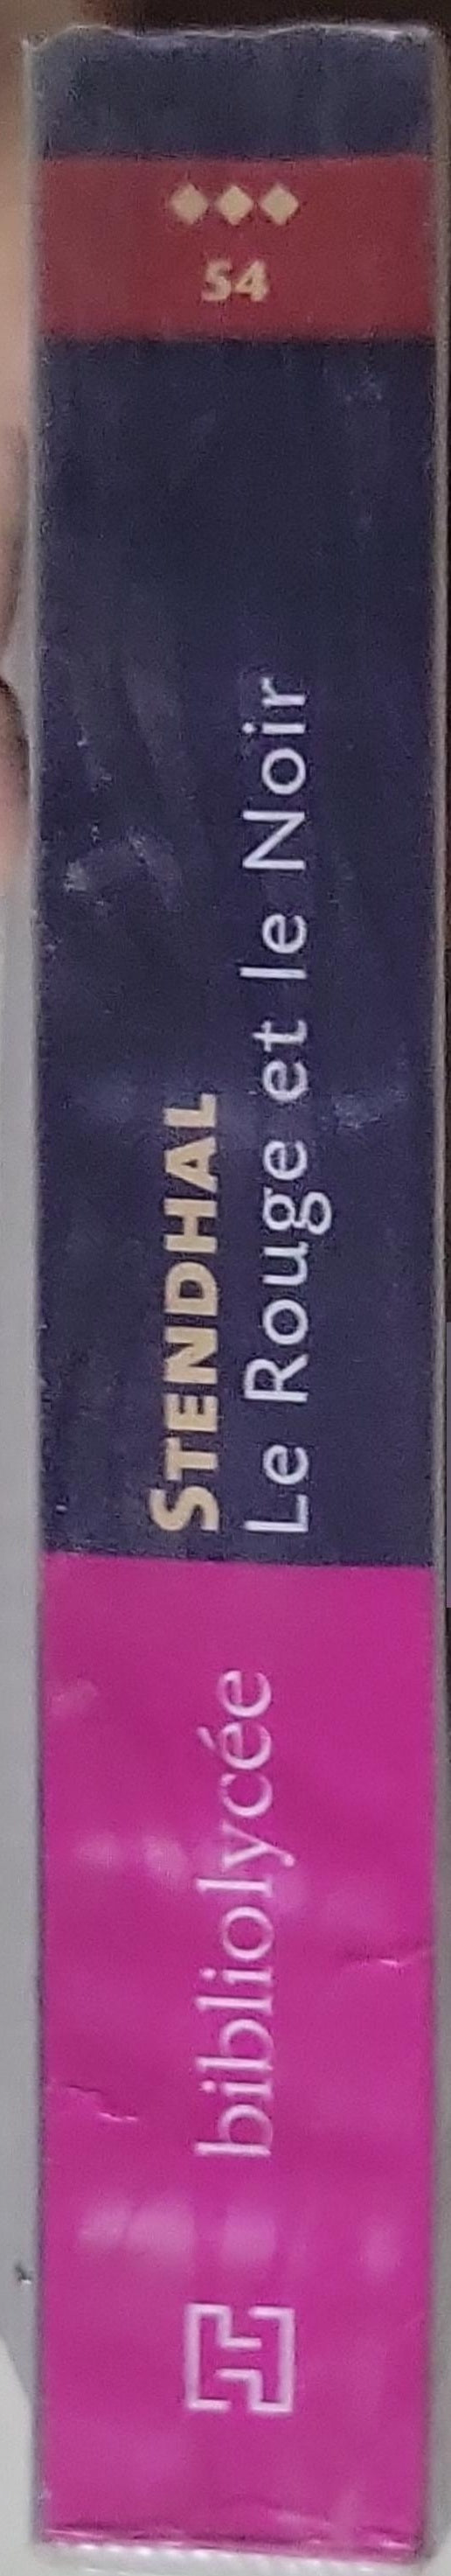 54
STENDHAL
Le Rouge et le Noir
bibliolycée